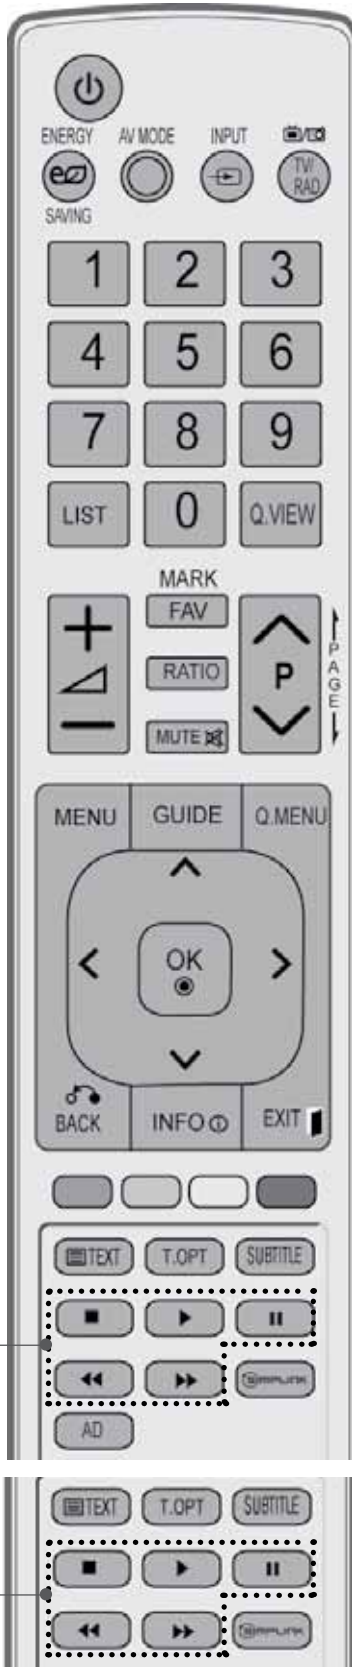 ENERGY AV MODE INPUT
TV/
RAD
SAVING
1 2 3
4 5 6
7 8 9
LIST 0 Q.VIEW
MARK
FAV
RATIO
P
PAGE
MUTE
MENU GUIDE Q.MENU
OK
BACK INFO EXIT
TEXT T.OPT SUBTITLE
SIMPLINK
AD
TEXT T.OPT SUBTITLE
SIMPLINK